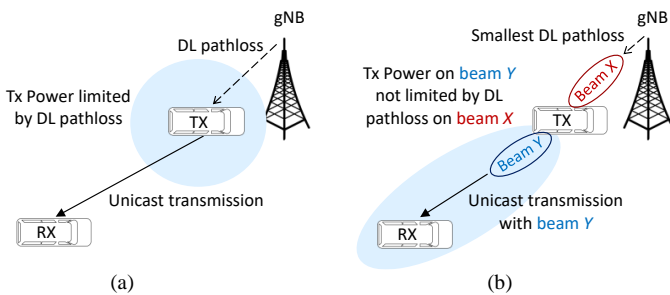 gNB
DL pathloss
Tx Power limited
by DL pathloss
TX
Unicast transmission
RX
(a)
gNB
Smallest DL pathloss
Tx Power on beam Y
not limited by DL
pathloss on beam X
Beam X
TX
Beam Y
Unicast transmission
with beam Y
RX
(b)